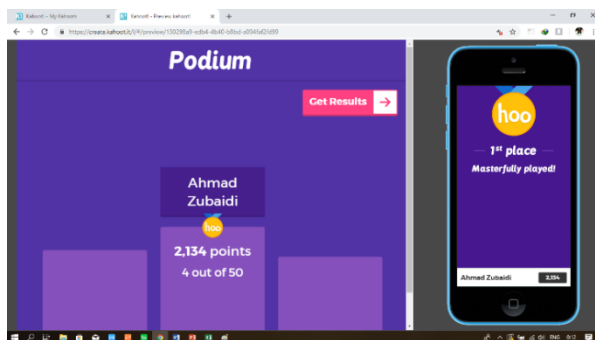 Kahoot! - My Kahoots
Kahoot! - Preview kahoot!
Podium
Get Results
hoo
1st place
Masterfully played!
Ahmad
Zubaidi
hoo
2,134 points
4 out of 50
Ahmad Zubaidi 2,134
ENG